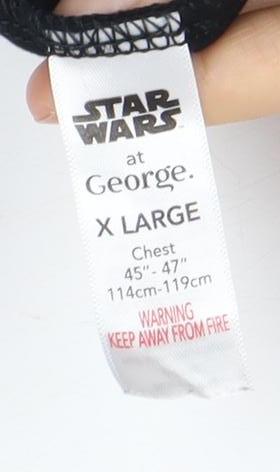 STAR
WARS
at
George.
X LARGE
Chest
45"- 47"
114cm-119cm
WARNING
KEEP AWAY FROM FIRE